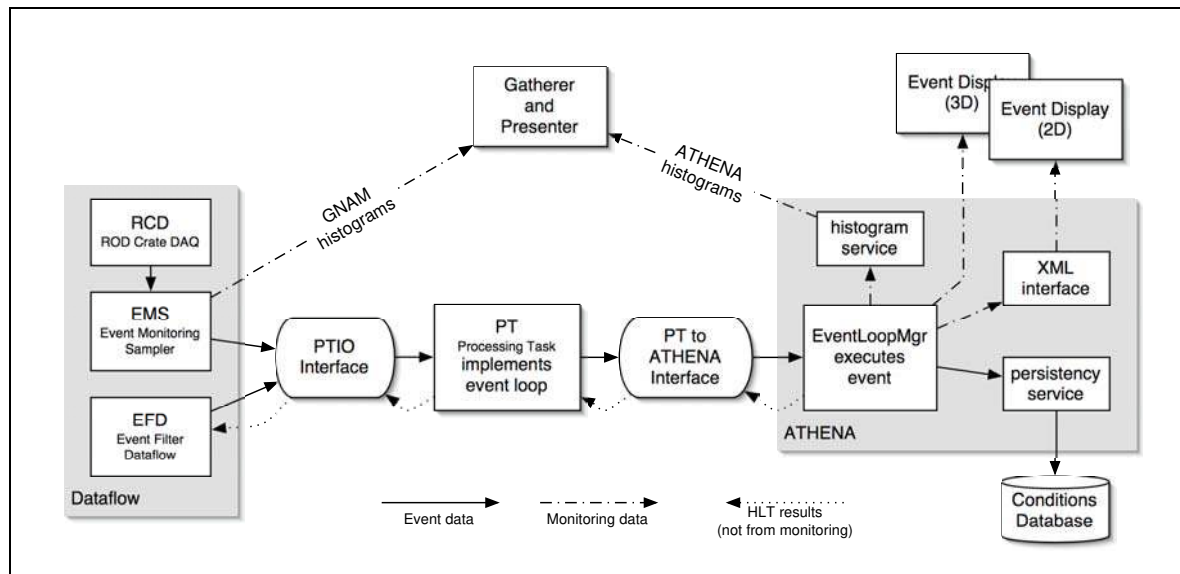 Gatherer
and
Presenter
Event Display
(3D)
Event Display
(2D)
GNAM
histograms
ATHENA
histograms
RCD
ROD Crate DAQ
EMS
Event Monitoring
Sampler
EFD
Event Filter
Dataflow
Dataflow
PTIO
Interface
PT
Processing Task
implements
event loop
PT to
ATHENA
Interface
histogram
service
EventLoopMgr
executes
event
XML
interface
persistency
service
ATHENA
Conditions
Database
Event data
Monitoring data
HLT results
(not from monitoring)